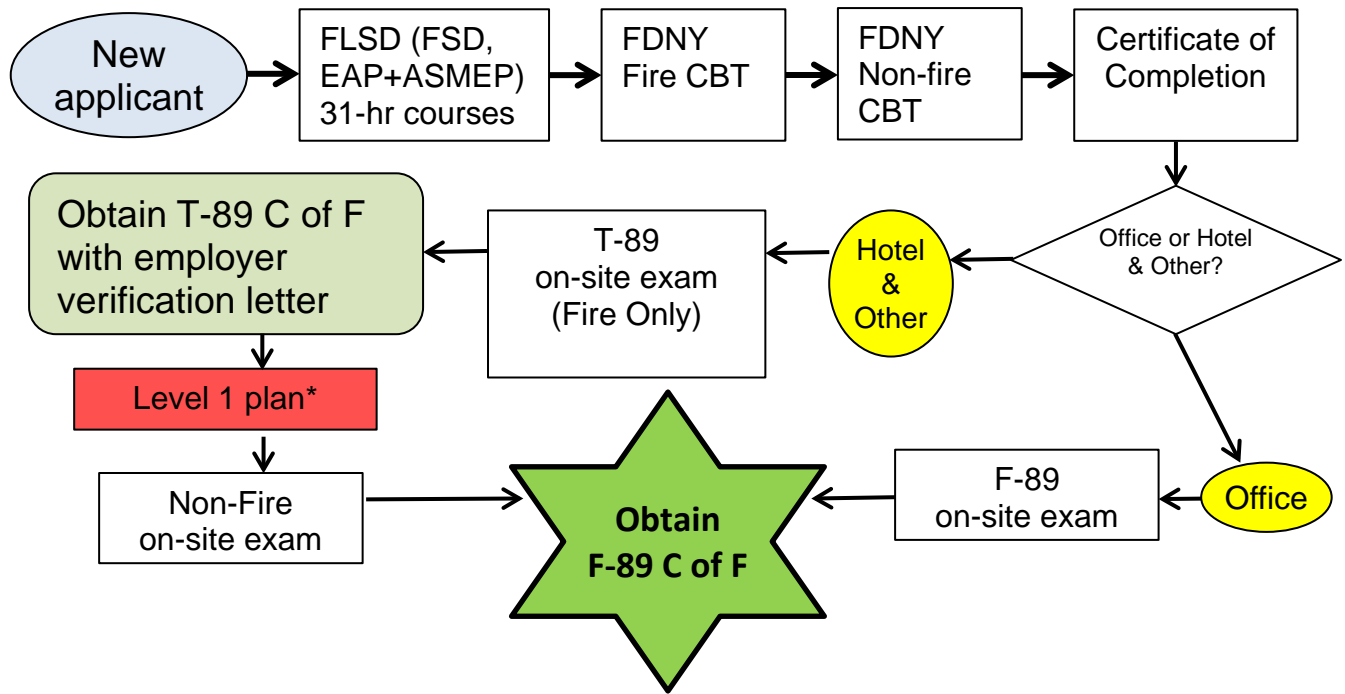 New
applicant
FLSD (FSD,
EAP+ASMEP)
31-hr courses
FDNY
Fire CBT
FDNY
Non-fire
CBT
Certificate of
Completion
Office or Hotel
& Other?
Hotel
&
Other
T-89
on-site exam
(Fire Only)
Obtain T-89 C of F
with employer
verification letter
Level 1 plan*
Non-Fire
on-site exam
Office
F-89
on-site exam
Obtain
F-89 C of F